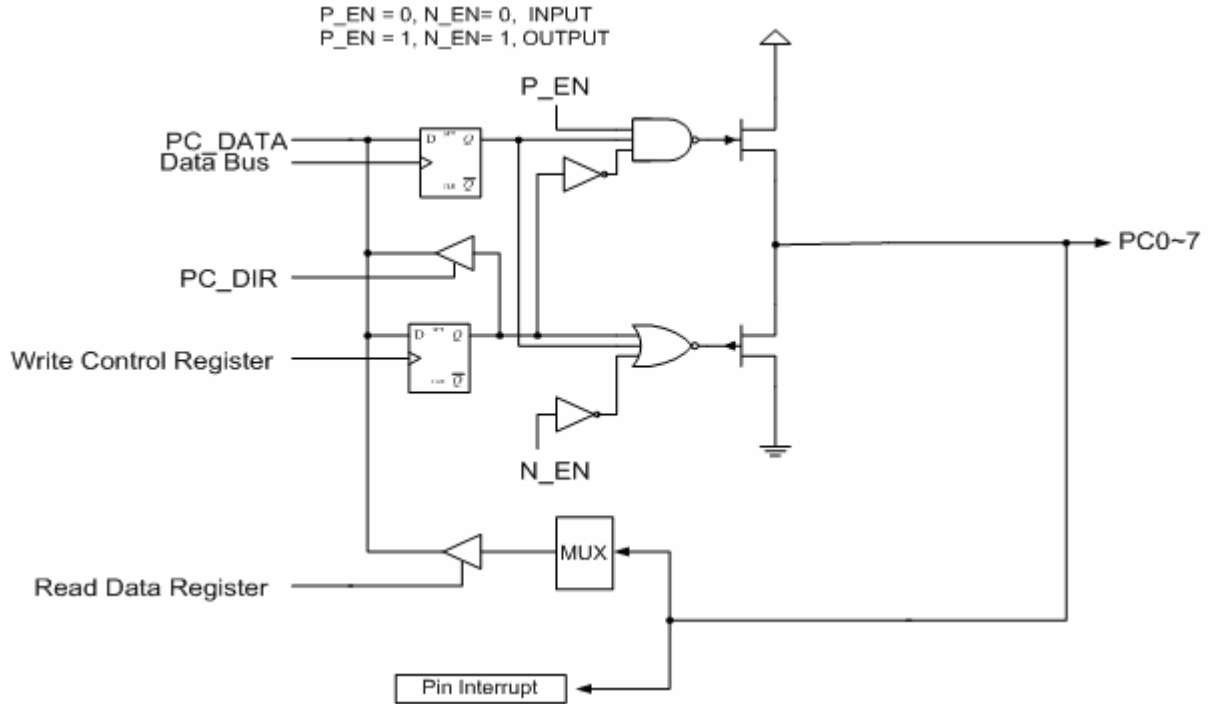 P_EN = 0, N_EN= 0, INPUT
P_EN = 1, N_EN= 1, OUTPUT
P_EN
PC_DATA
Data Bus
D
Q
Q
PC0~7
PC_DIR
Write Control Register
D
Q
Q
N_EN
MUX
Read Data Register
Pin Interrupt